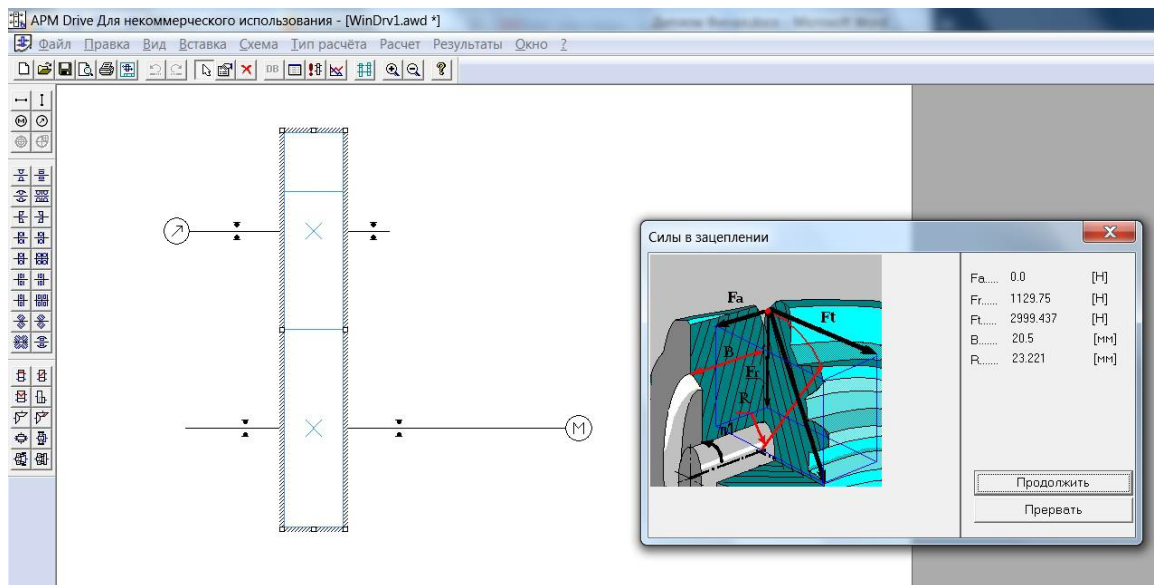 APM Drive Для некоммерческого использования - [WinDrv1.awd *]
Файл Правка Вид Вставка Схема Тип расчёта Расчет Результаты Окно ?
DB
M
M
Силы в зацеплении
X
Fa..... 0.0 [Н]
Fr...... 1129.75 [Н]
Ft...... 2999.437 [Н]
B....... 20.5 [мм]
R....... 23.221 [мм]
Fa
Ft
B
Fr
R
Продолжить
Прервать